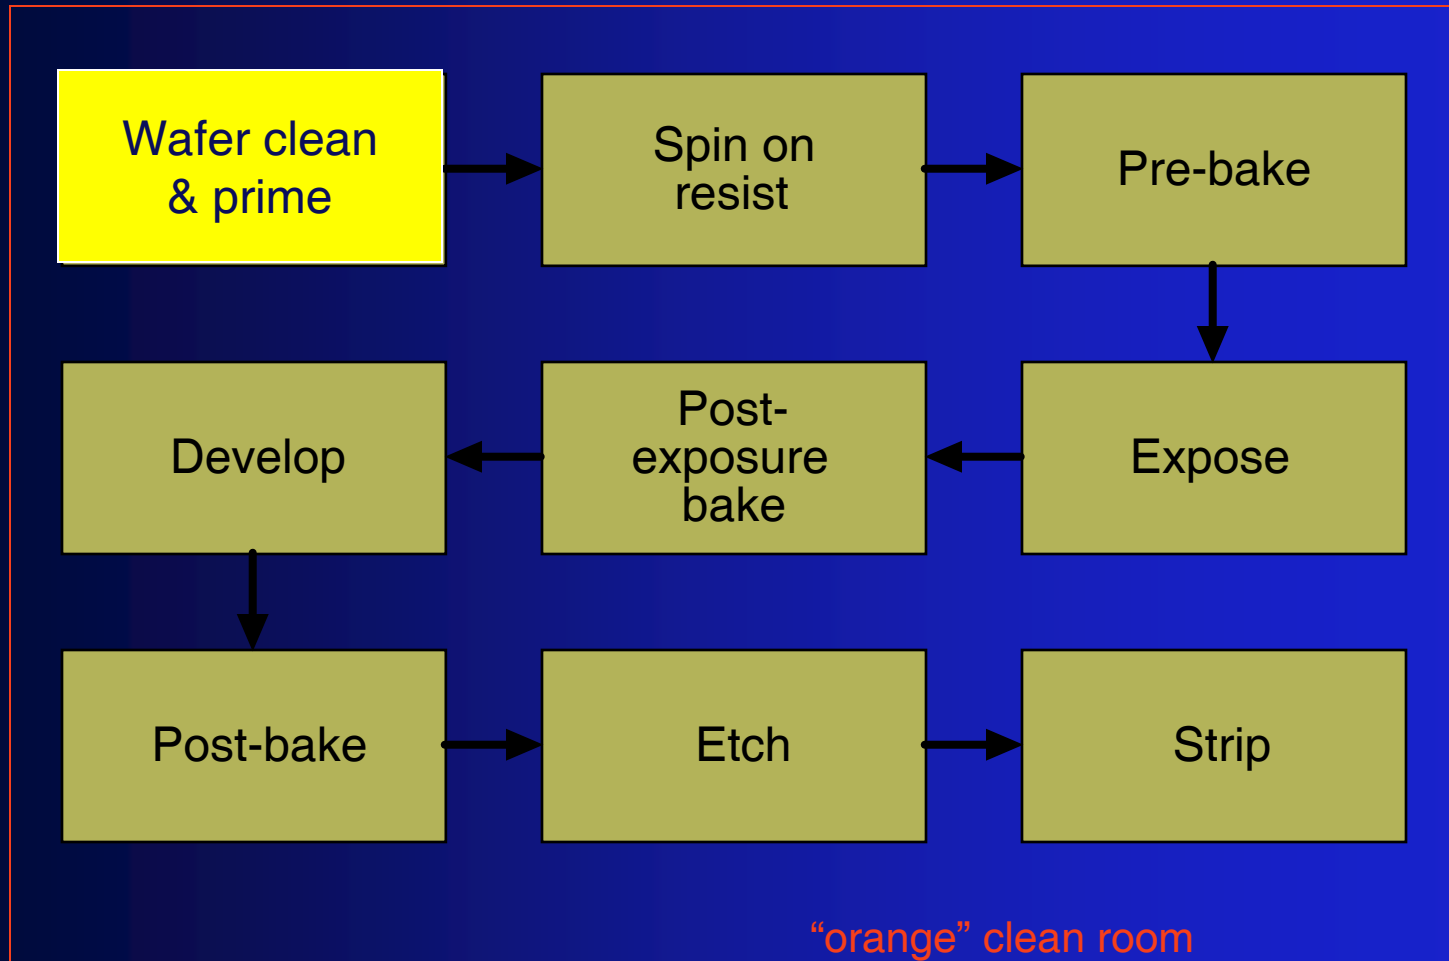 Wafer clean
& prime
Spin on
resist
Pre-bake
Expose
Post-
exposure
bake
Develop
Post-bake
Etch
Strip
“orange” clean room